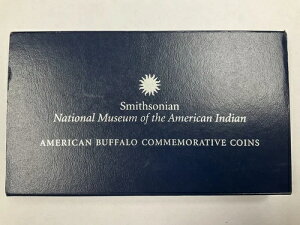 Smithsonian
National Museum of the American Indian
AMERICAN BUFFALO COMMEMORATIVE COINS